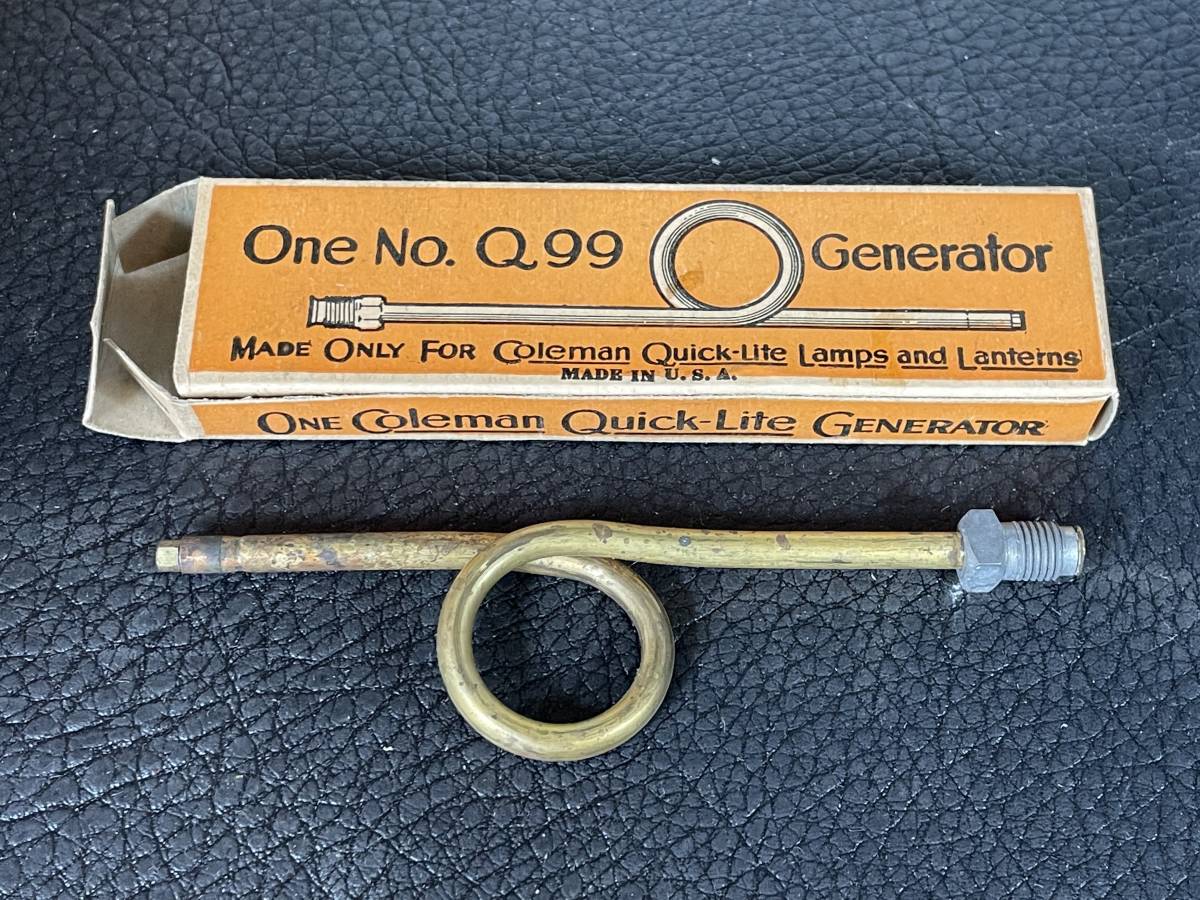 One No. Q99 Generator
MADE ONLY FOR Coleman Quick-Lite Lamps and Lanterns
MADE IN U. S. A.
ONE Coleman Quick-Lite GENERATOR